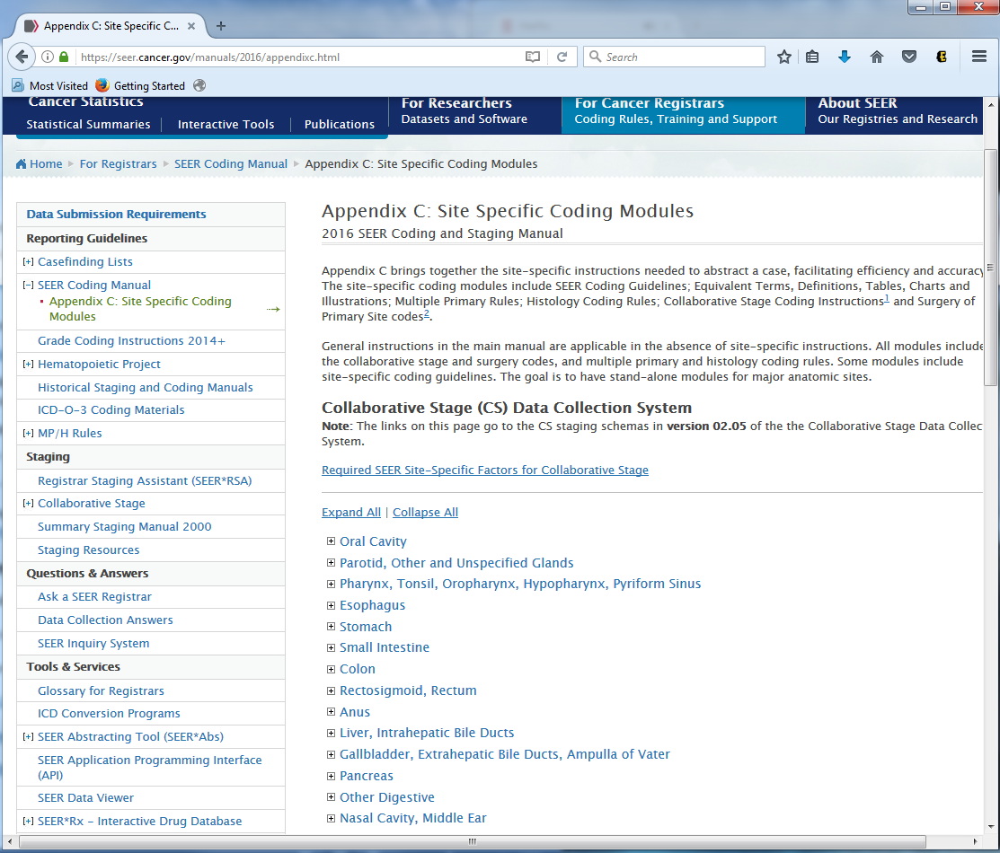 Appendix C: Site Specific C...
https://seer.cancer.gov/manuals/2016/appendixc.html
Search
Most Visited
Getting Started
Cancer Statistics
Statistical Summaries
Interactive Tools
Publications
For Researchers
Datasets and Software
For Cancer Registrars
Coding Rules, Training and Support
About SEER
Our Registries and Research
Home
For Registrars
SEER Coding Manual
Appendix C: Site Specific Coding Modules
Data Submission Requirements
Reporting Guidelines
[+] Casefinding Lists
[−] SEER Coding Manual
Appendix C: Site Specific Coding
Modules
Grade Coding Instructions 2014+
[+] Hematopoietic Project
Historical Staging and Coding Manuals
ICD-O-3 Coding Materials
[+] MP/H Rules
Staging
Registrar Staging Assistant (SEER*RSA)
[+] Collaborative Stage
Summary Staging Manual 2000
Staging Resources
Questions & Answers
Ask a SEER Registrar
Data Collection Answers
SEER Inquiry System
Tools & Services
Glossary for Registrars
ICD Conversion Programs
[+] SEER Abstracting Tool (SEER*Abs)
SEER Application Programming Interface
(API)
SEER Data Viewer
[+] SEER*Rx - Interactive Drug Database
Appendix C: Site Specific Coding Modules
2016 SEER Coding and Staging Manual
Appendix C brings together the site-specific instructions needed to abstract a case, facilitating efficiency and accuracy
The site-specific coding modules include SEER Coding Guidelines; Equivalent Terms, Definitions, Tables, Charts and
Illustrations; Multiple Primary Rules; Histology Coding Rules; Collaborative Stage Coding Instructions1 and Surgery of
Primary Site codes2.
General instructions in the main manual are applicable in the absence of site-specific instructions. All modules include
the collaborative stage and surgery codes, and multiple primary and histology coding rules. Some modules include
site-specific coding guidelines. The goal is to have stand-alone modules for major anatomic sites.
Collaborative Stage (CS) Data Collection System
Note: The links on this page go to the CS staging schemas in version 02.05 of the the Collaborative Stage Data Collec
System.
Required SEER Site-Specific Factors for Collaborative Stage
Expand All | Collapse All
Oral Cavity
Parotid, Other and Unspecified Glands
Pharynx, Tonsil, Oropharynx, Hypopharynx, Pyriform Sinus
Esophagus
Stomach
Small Intestine
Colon
Rectosigmoid, Rectum
Anus
Liver, Intrahepatic Bile Ducts
Gallbladder, Extrahepatic Bile Ducts, Ampulla of Vater
Pancreas
Other Digestive
Nasal Cavity, Middle Ear